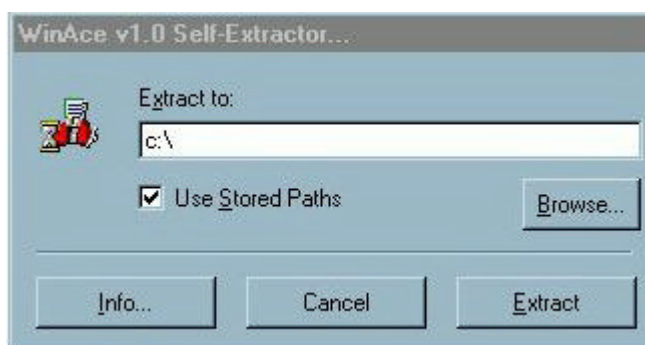 WinAce v1.0 Self-Extractor...
Extract to:
c:\
Use Stored Paths
Browse...
Info...
Cancel
Extract